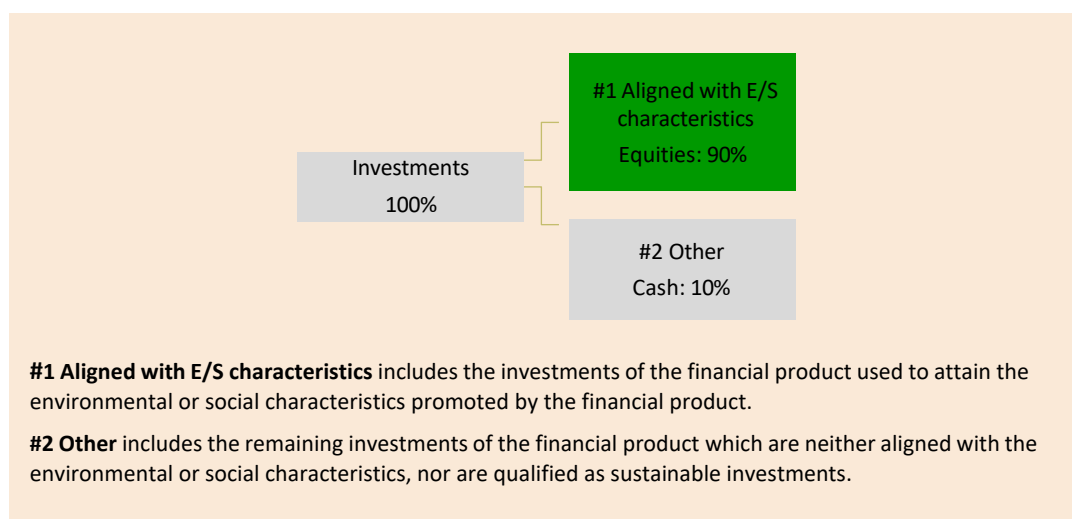 #1 Aligned with E/S
characteristics
Equities: 90%
Investments
100%
#2 Other
Cash: 10%
#1 Aligned with E/S characteristics includes the investments of the financial product used to attain the
environmental or social characteristics promoted by the financial product.
#2 Other includes the remaining investments of the financial product which are neither aligned with the
environmental or social characteristics, nor are qualified as sustainable investments.